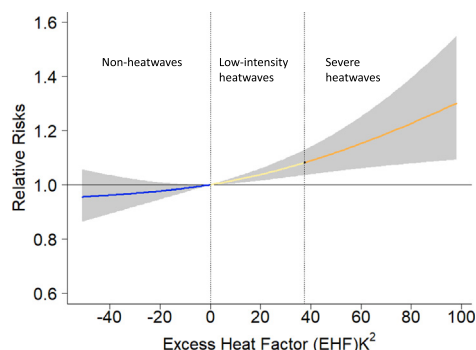 1.6
1.4
1.2
1.0
0.8
0.6
Relative Risks
Non-heatwaves
Low-intensity
heatwaves
Severe
heatwaves
-40 -20 0 20 40 60 80 100
Excess Heat Factor (EHF)K²